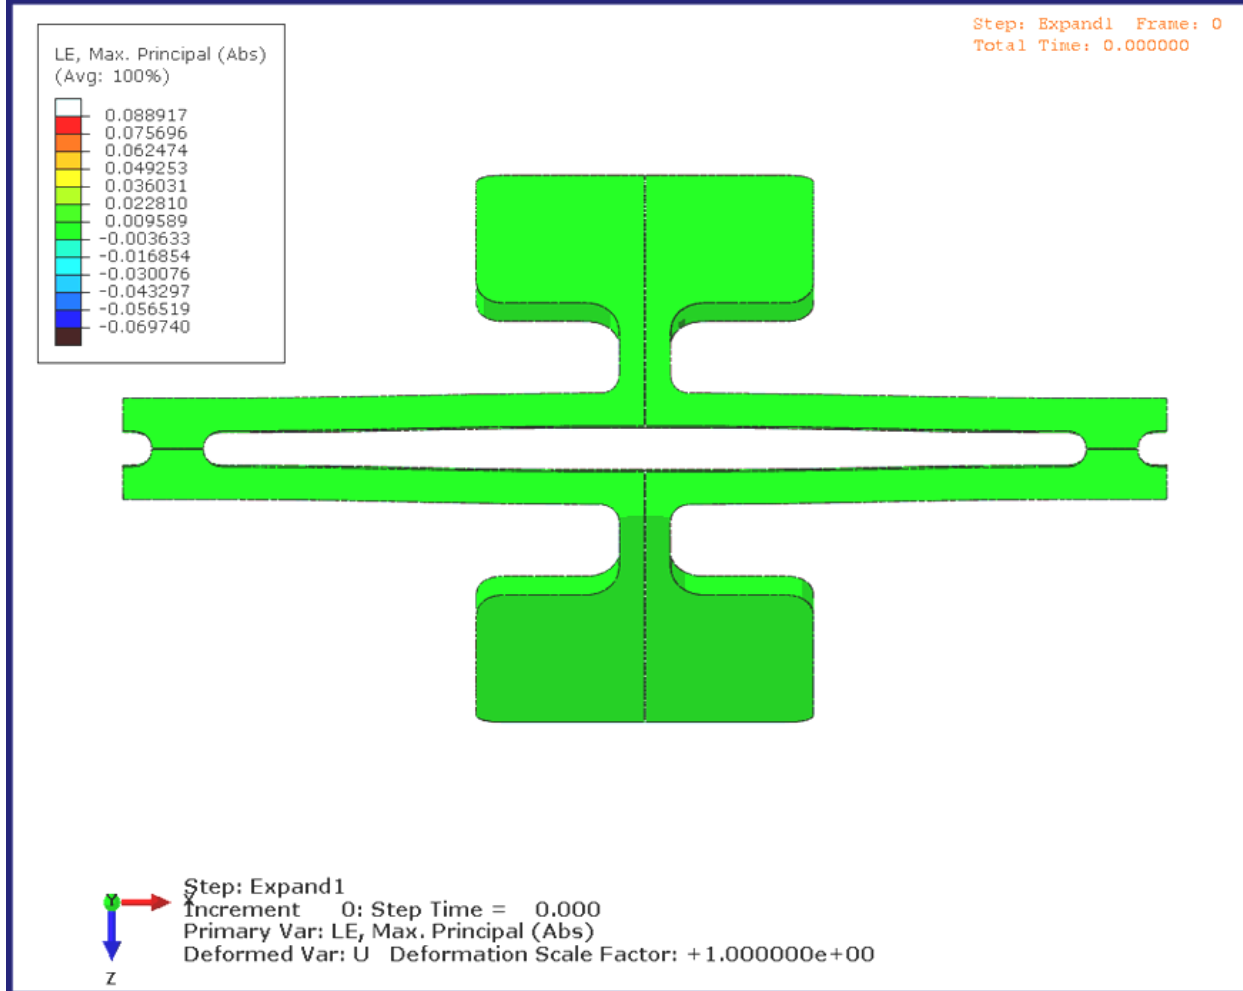 LE, Max. Principal (Abs)
(Avg: 100%)
0.088917
0.075696
0.062474
0.049253
0.036031
0.022810
0.009589
-0.003633
-0.016854
-0.030076
-0.043297
-0.056519
-0.069740
Step: Expand1 Frame: 0
Total Time: 0.000000
Y
X
Z
Step: Expand1
Increment 0: Step Time = 0.000
Primary Var: LE, Max. Principal (Abs)
Deformed Var: U Deformation Scale Factor: +1.000000e+00